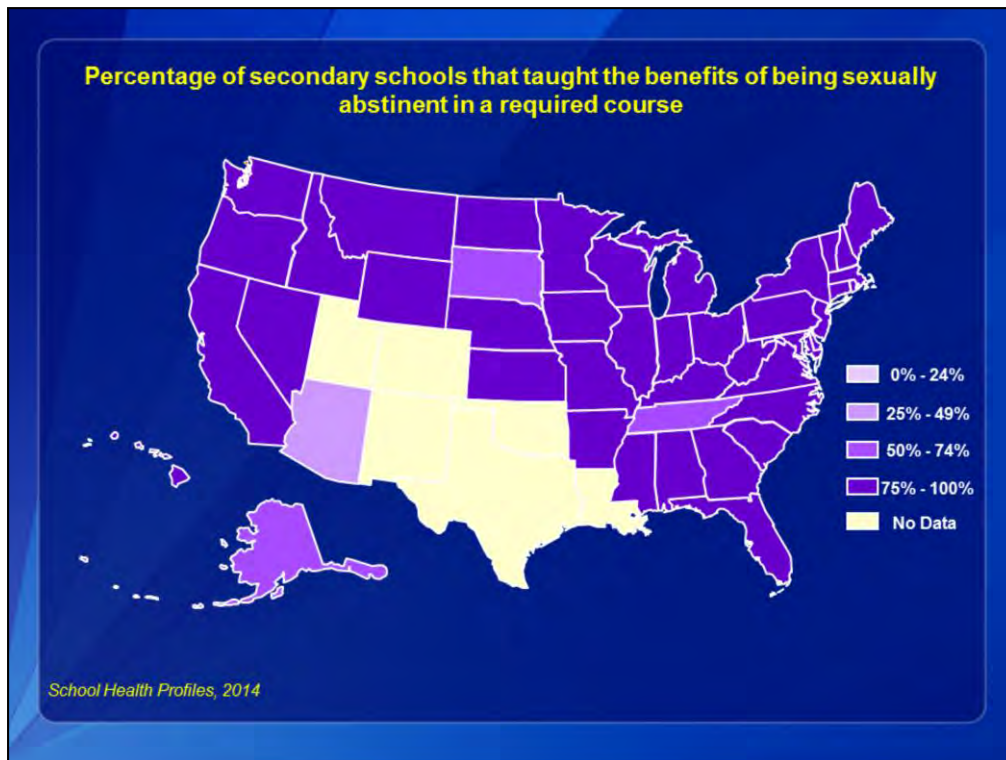 Percentage of secondary schools that taught the benefits of being sexually
abstinent in a required course
0% - 24%
25% - 49%
50% - 74%
75% - 100%
No Data
School Health Profiles, 2014